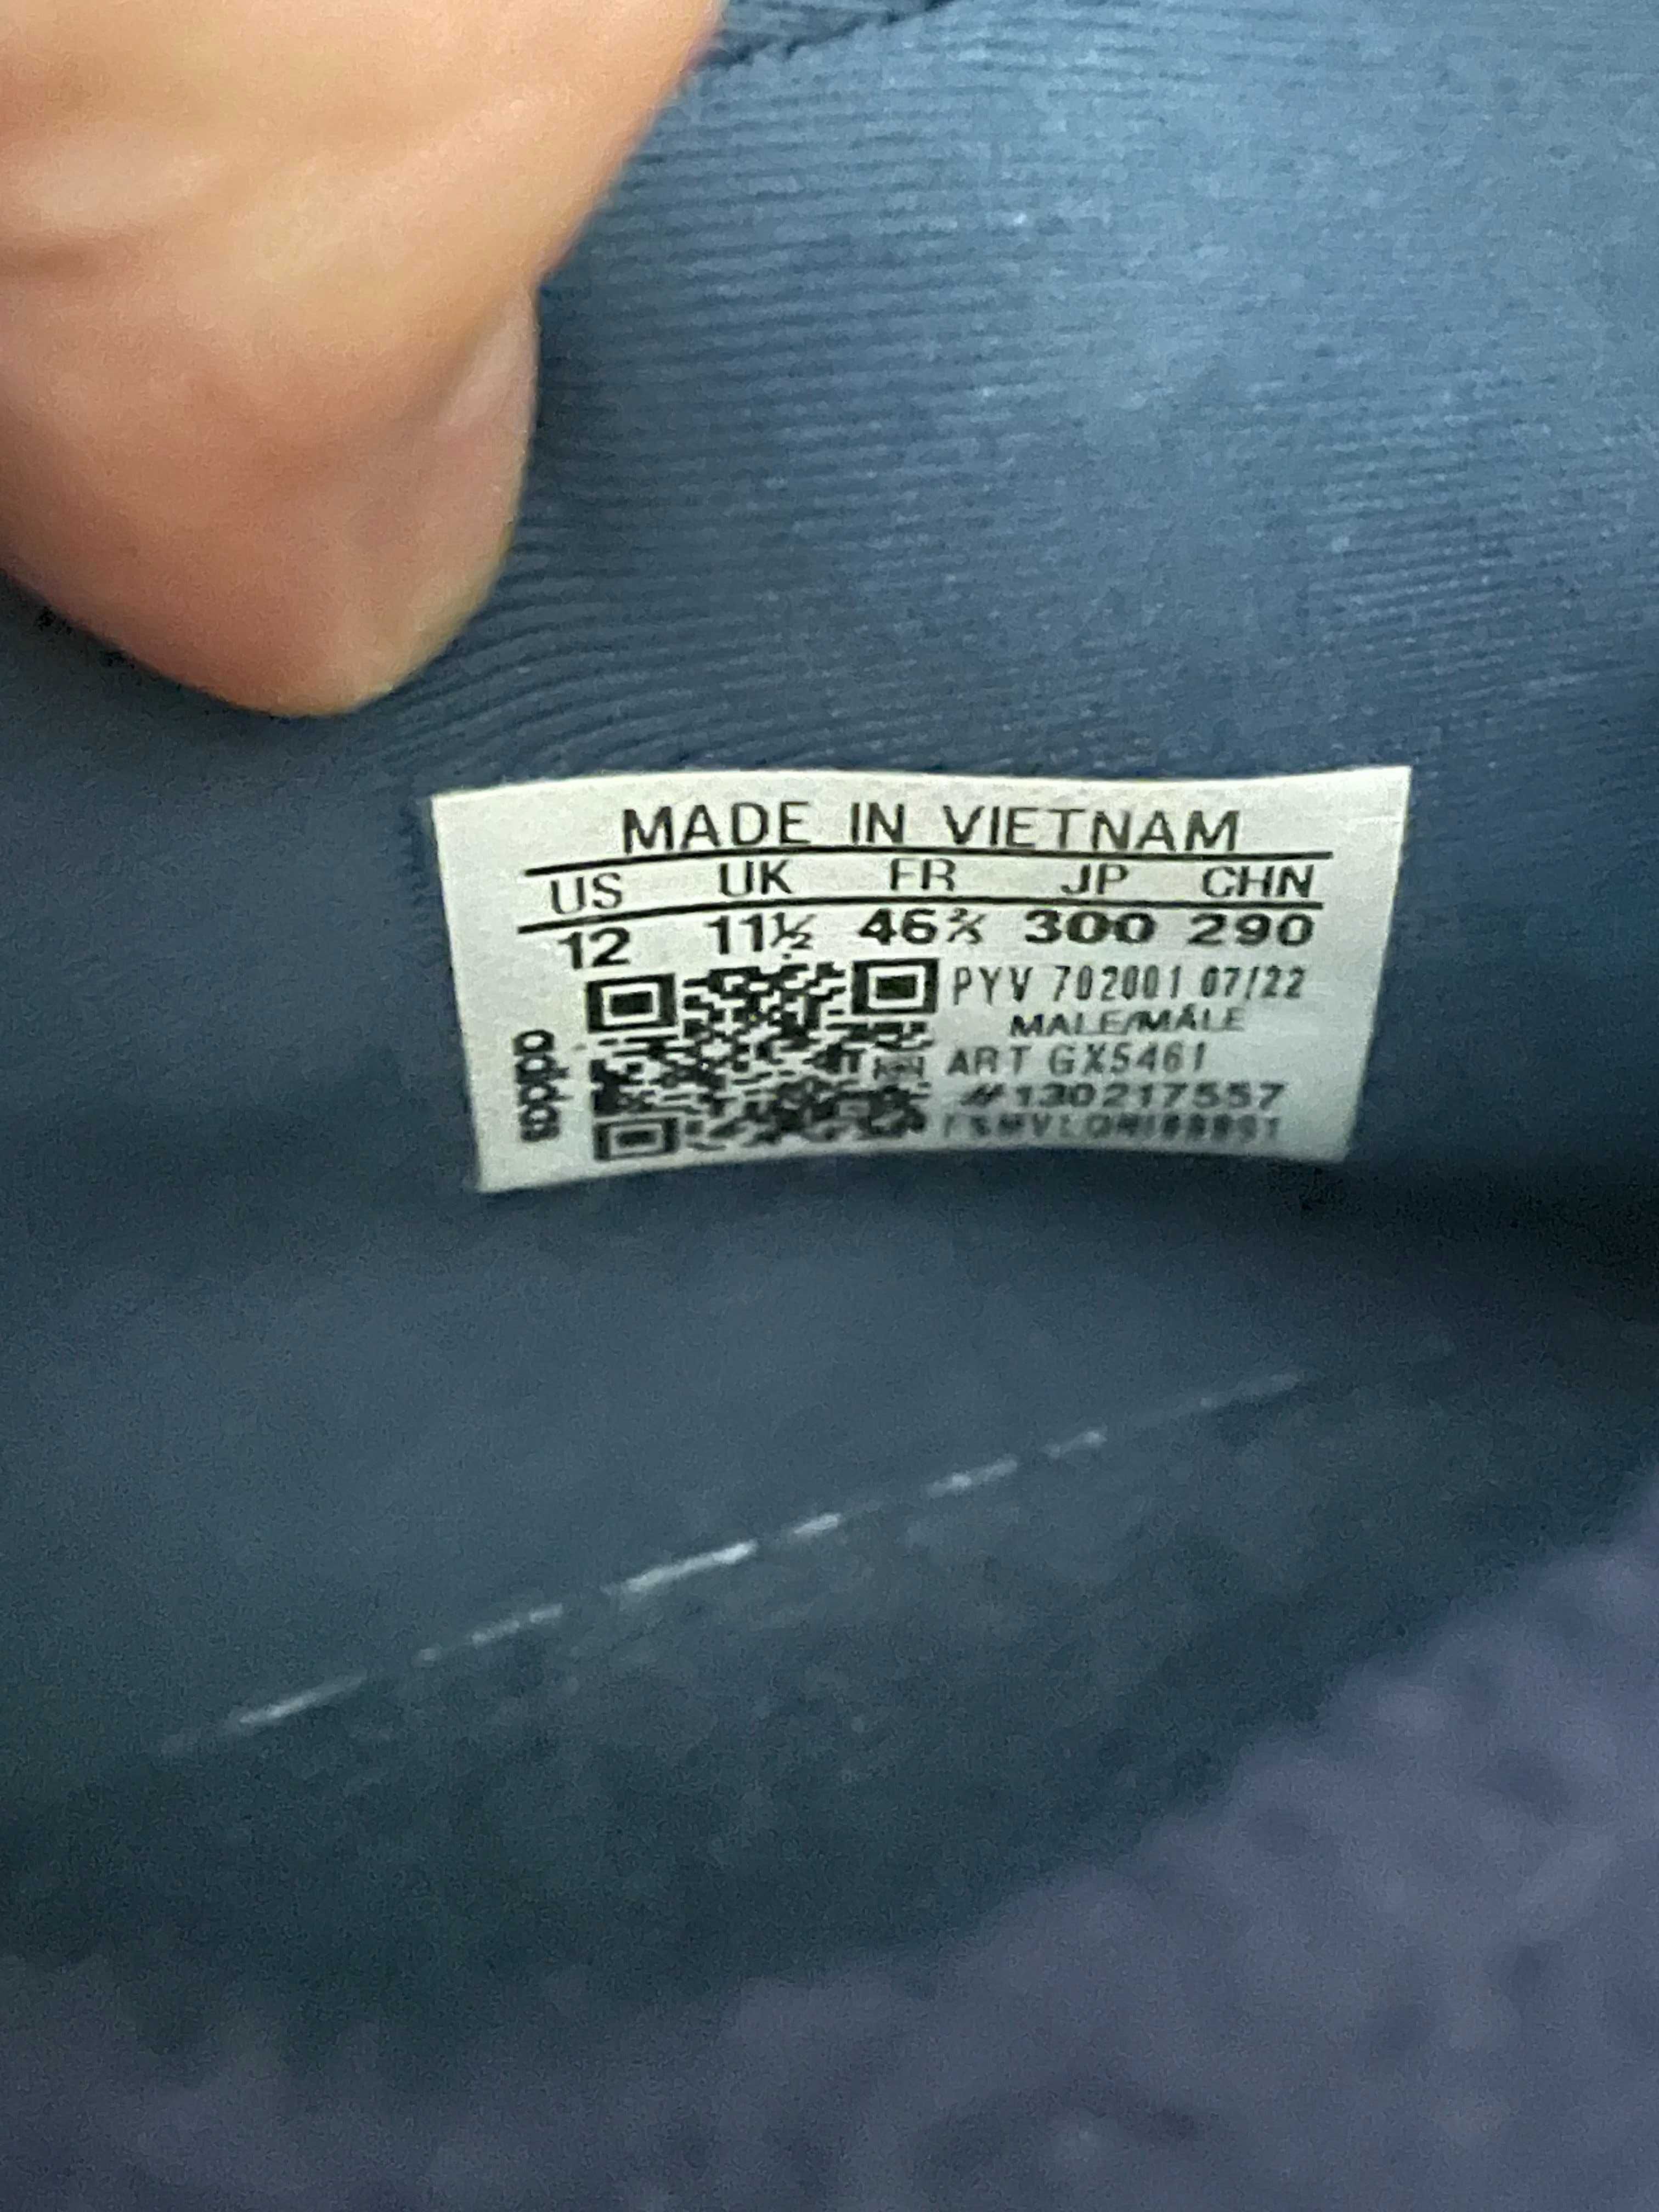 MADE IN VIETNAM
US UK FR JP CHN
12 11½ 46⅔ 300 290
PYV 702001 07/22
MALE/MÂLE
ART GX5461
#130217557
adidas